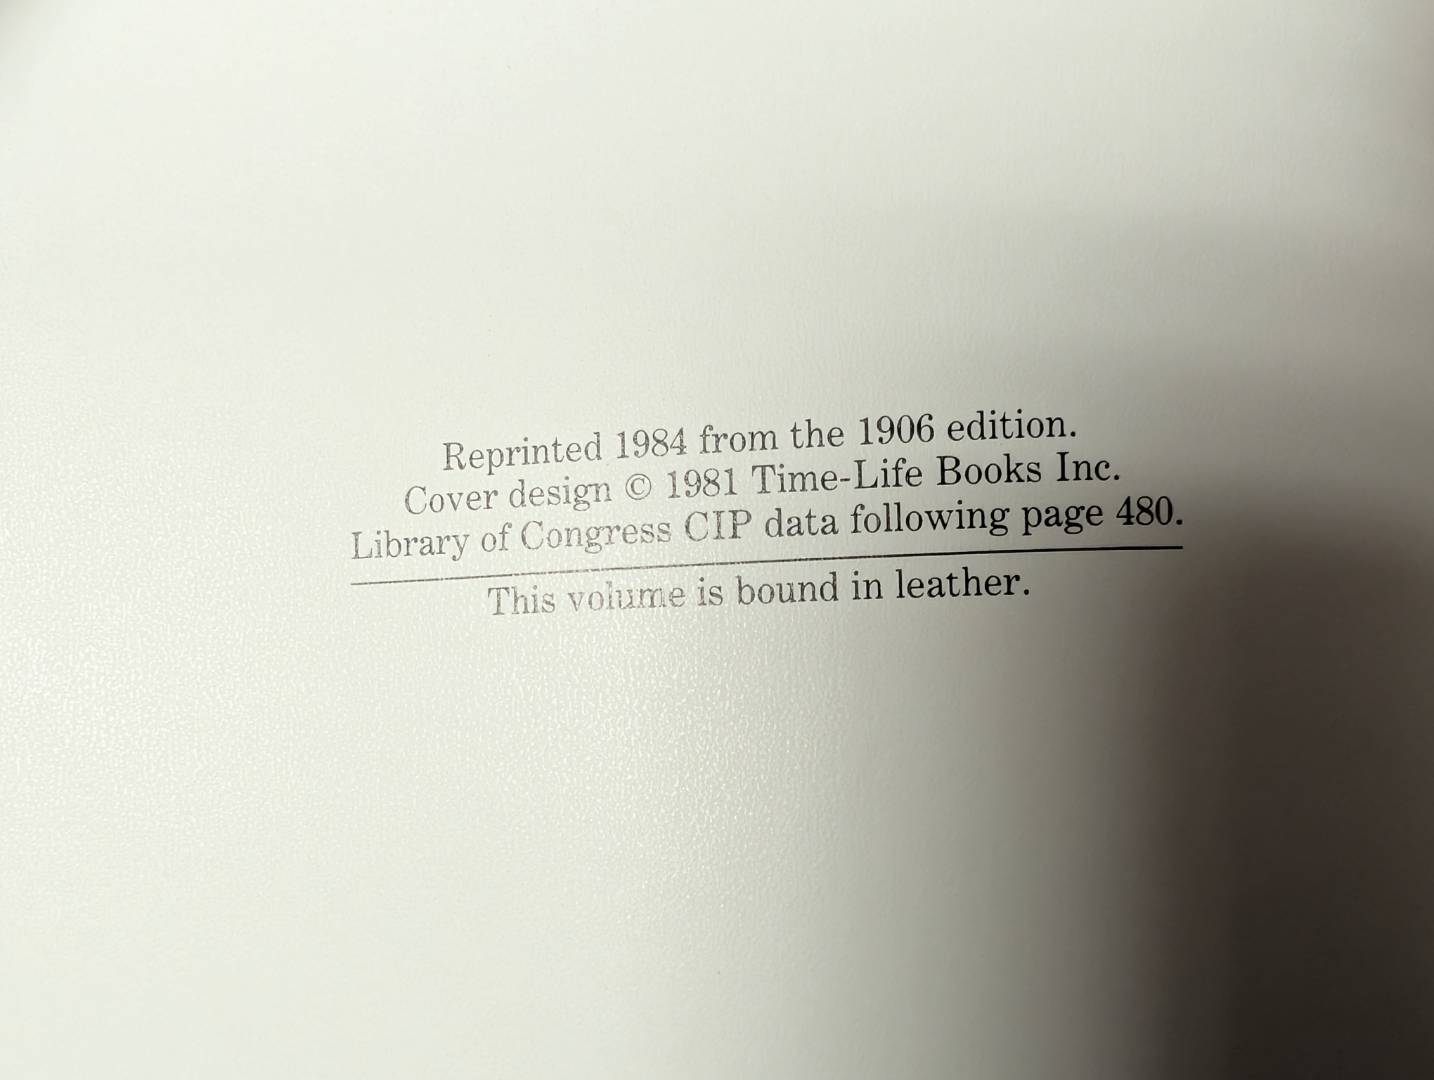 Reprinted 1984 from the 1906 edition.
Cover design © 1981 Time-Life Books Inc.
Library of Congress CIP data following page 480.
This volume is bound in leather.